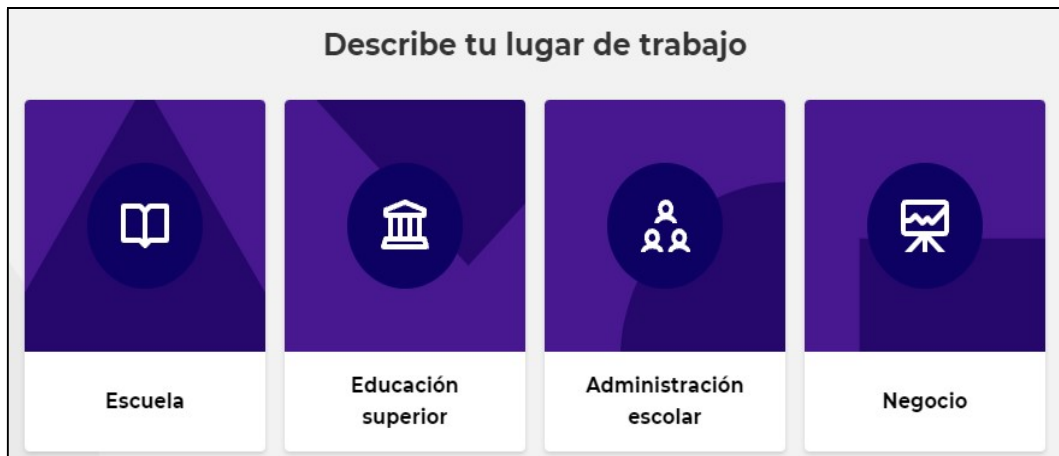 Describe tu lugar de trabajo
Escuela
Educación
superior
Administración
escolar
Negocio